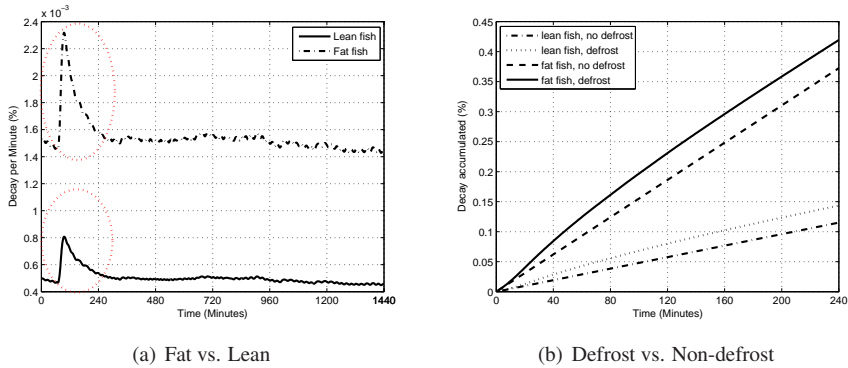 x 10⁻³
2.4%
2.2%
2%
1.8%
1.6%
1.4%
1.2%
1%
0.8%
0.6%
0.4%
Decay per Minute (%)
0
240
480
720
960
1200
1440
Time (Minutes)
Lean fish
Fat fish
(a) Fat vs. Lean
0.45
0.4
0.35
0.3
0.25
0.2
0.15
0.1
0.05
0
Decay accumulated (%)
0
40
80
120
160
200
240
Time (Minutes)
lean fish, no defrost
lean fish, defrost
fat fish, no defrost
fat fish, defrost
(b) Defrost vs. Non-defrost